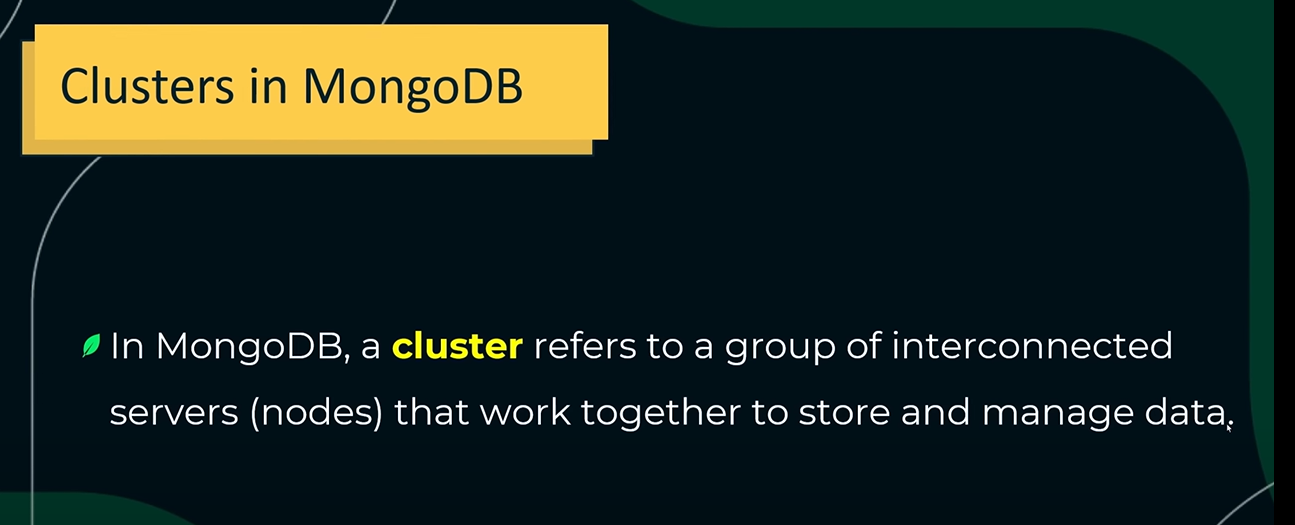 Clusters in MongoDB
In MongoDB, a cluster refers to a group of interconnected
servers (nodes) that work together to store and manage data.